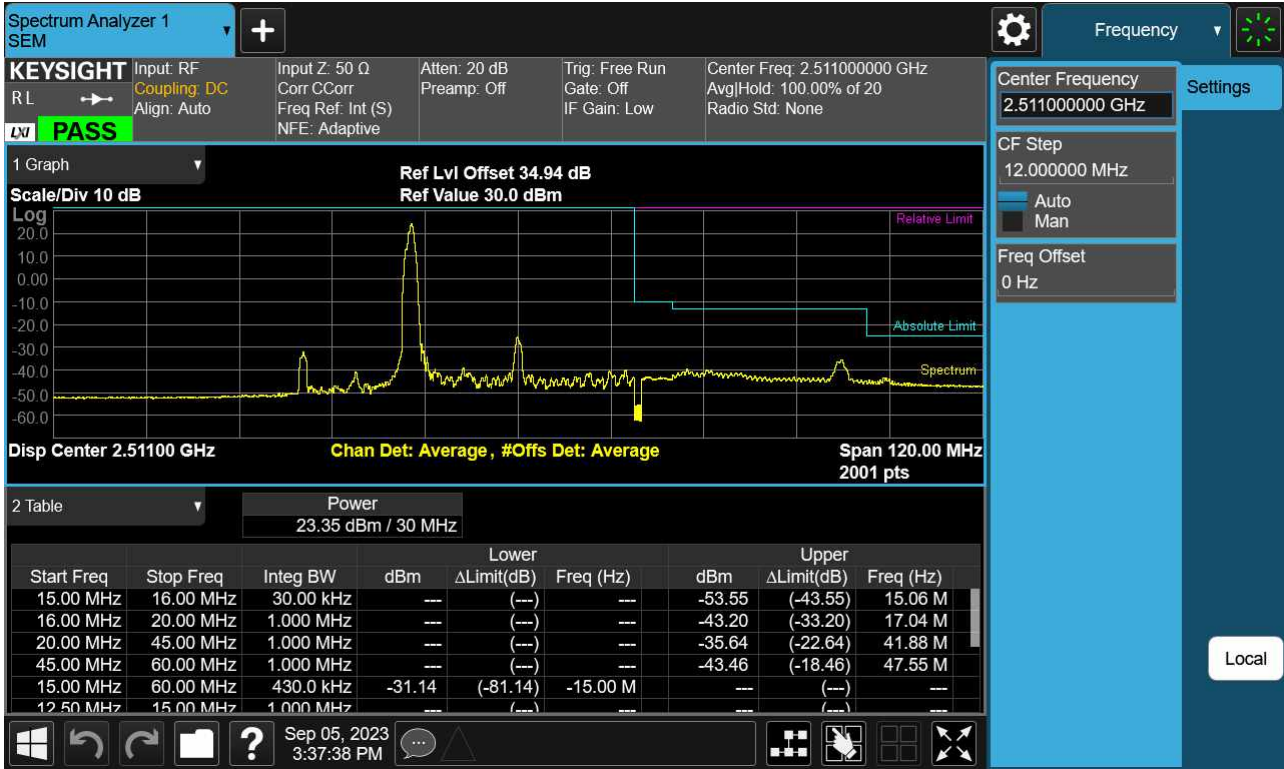 Spectrum Analyzer 1
SEM
Frequency
KEYSIGHT
RL
LXI PASS
Input: RF
Coupling: DC
Align: Auto
Input Z: 50 Ω
Corr CCorr
Freq Ref: Int (S)
NFE: Adaptive
Atten: 20 dB
Preamp: Off
Trig: Free Run
Gate: Off
IF Gain: Low
Center Freq: 2.511000000 GHz
Avg|Hold: 100.00% of 20
Radio Std: None
Center Frequency
2.511000000 GHz
Settings
CF Step
12.000000 MHz
Auto
Man
Freq Offset
0 Hz
Local
1 Graph
Scale/Div 10 dB
Ref Lvl Offset 34.94 dB
Ref Value 30.0 dBm
Log
20.0
10.0
0.00
-10.0
-20.0
-30.0
-40.0
-50.0
-60.0
Relative Limit
Absolute Limit
Spectrum
Disp Center 2.51100 GHz
Chan Det: Average , #Offs Det: Average
Span 120.00 MHz
2001 pts
2 Table
Power
23.35 dBm / 30 MHz
Lower Upper
Start Freq Stop Freq Integ BW dBm ΔLimit(dB) Freq (Hz) dBm ΔLimit(dB) Freq (Hz)
15.00 MHz 16.00 MHz 30.00 kHz --- (---) --- -53.55 (-43.55) 15.06 M
16.00 MHz 20.00 MHz 1.000 MHz --- (---) --- -43.20 (-33.20) 17.04 M
20.00 MHz 45.00 MHz 1.000 MHz --- (---) --- -35.64 (-22.64) 41.88 M
45.00 MHz 60.00 MHz 1.000 MHz --- (---) --- -43.46 (-18.46) 47.55 M
15.00 MHz 60.00 MHz 430.0 kHz -31.14 (-81.14) -15.00 M --- (---) ---
12.50 MHz 15.00 MHz 1.000 MHz --- (---) --- --- (---) ---
?
Sep 05, 2023
3:37:38 PM